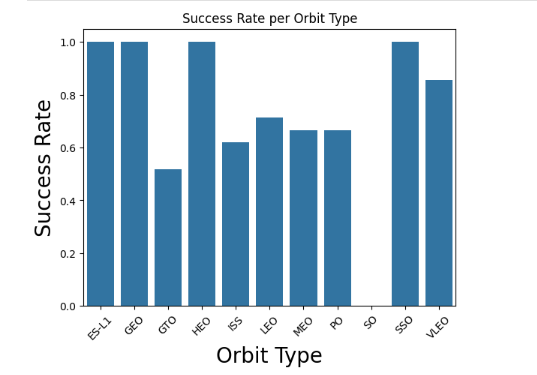 Success Rate per Orbit Type
1.0
0.8
0.6
0.4
0.2
0.0
Success Rate
ES-L1 GEO GTO HEO ISS LEO MEO PO SO SSO VLEO
Orbit Type